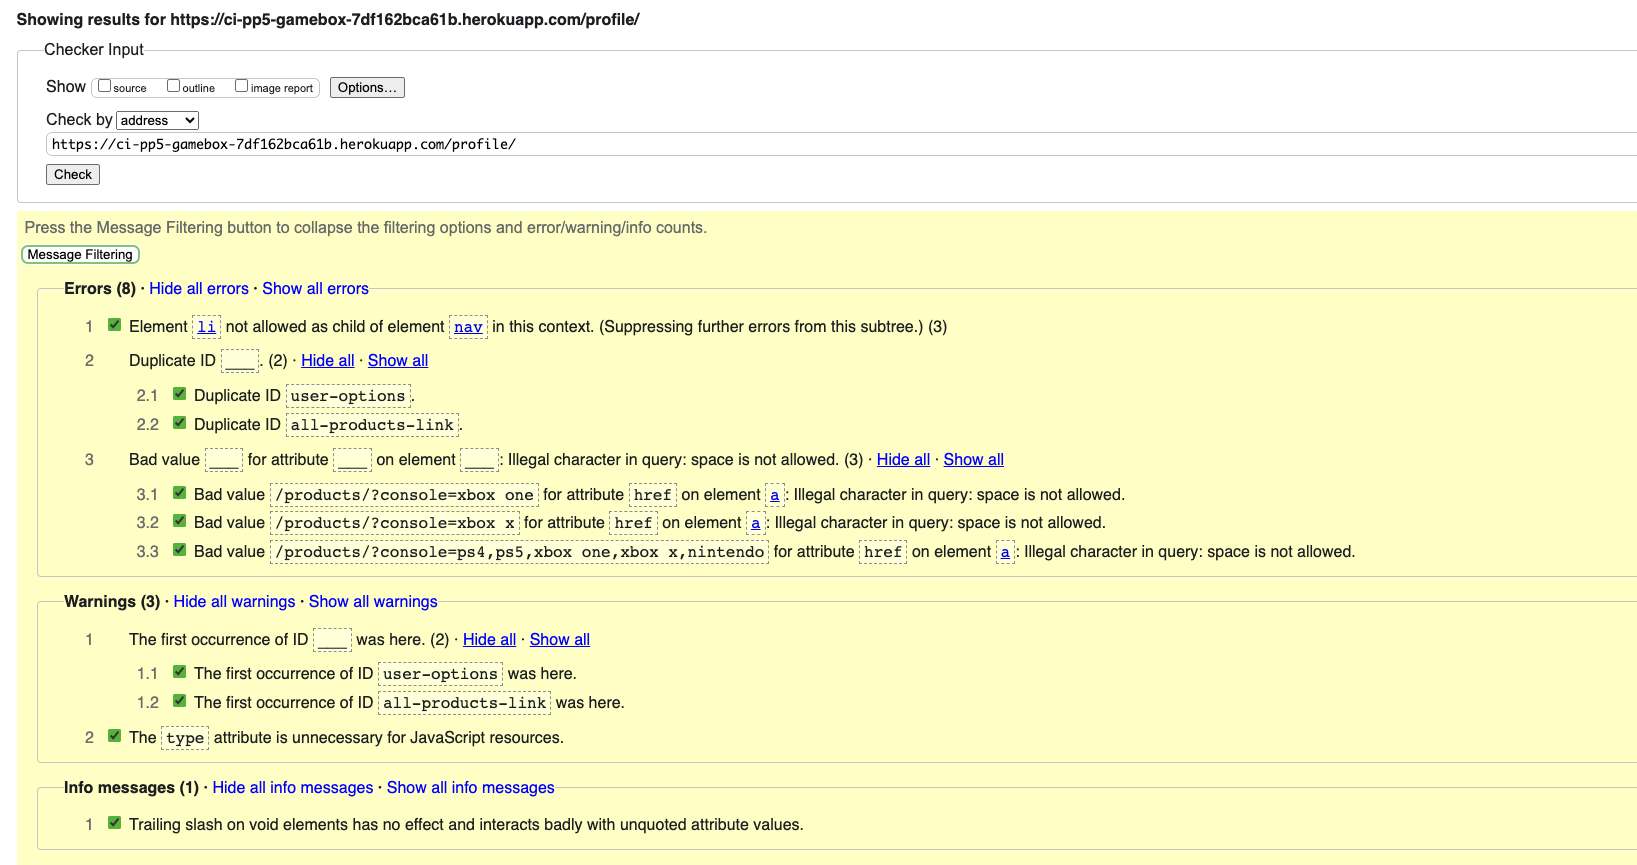 Showing results for https://ci-pp5-gamebox-7df162bca61b.herokuapp.com/profile/
Checker Input
Show source outline image report Options...
Check by address
https://ci-pp5-gamebox-7df162bca61b.herokuapp.com/profile/
Check
Press the Message Filtering button to collapse the filtering options and error/warning/info counts.
Message Filtering
Errors (8) · Hide all errors · Show all errors
1 Element li not allowed as child of element nav in this context. (Suppressing further errors from this subtree.) (3)
2 Duplicate ID ___. (2) · Hide all · Show all
2.1 Duplicate ID user-options.
2.2 Duplicate ID all-products-link.
3 Bad value ___ for attribute ___ on element ___: Illegal character in query: space is not allowed. (3) · Hide all · Show all
3.1 Bad value /products/?console=xbox one for attribute href on element a: Illegal character in query: space is not allowed.
3.2 Bad value /products/?console=xbox x for attribute href on element a: Illegal character in query: space is not allowed.
3.3 Bad value /products/?console=ps4,ps5,xbox one,xbox x,nintendo for attribute href on element a: Illegal character in query: space is not allowed.
Warnings (3) · Hide all warnings · Show all warnings
1 The first occurrence of ID ___ was here. (2) · Hide all · Show all
1.1 The first occurrence of ID user-options was here.
1.2 The first occurrence of ID all-products-link was here.
2 The type attribute is unnecessary for JavaScript resources.
Info messages (1) · Hide all info messages · Show all info messages
1 Trailing slash on void elements has no effect and interacts badly with unquoted attribute values.